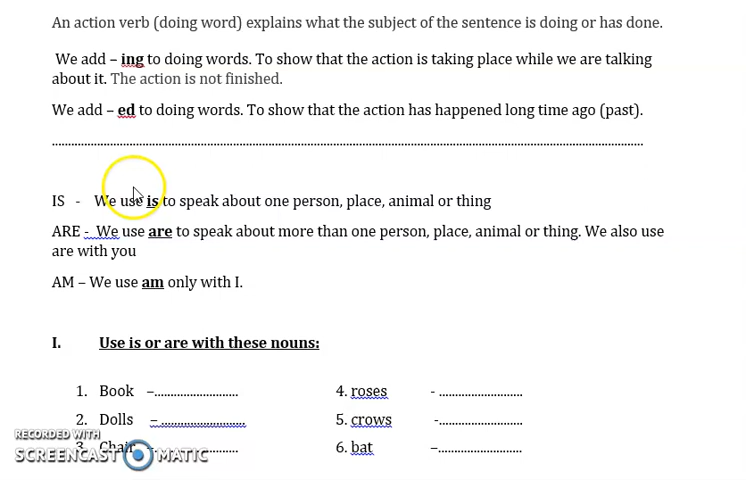 An action verb (doing word) explains what the subject of the sentence is doing or has done.
We add – ing to doing words. To show that the action is taking place while we are talking
about it. The action is not finished.
We add – ed to doing words. To show that the action has happened long time ago (past).
........................................................................................................................
IS - We use is to speak about one person, place, animal or thing
ARE - We use are to speak about more than one person, place, animal or thing. We also use
are with you
AM – We use am only with I.
I. Use is or are with these nouns:
1. Book –.......................... 4. roses - ..........................
2. Dolls – .......................... 5. crows -..........................
3. Chair –.......................... 6. bat –..........................
RECORDED WITH
SCREENCAST MATIC